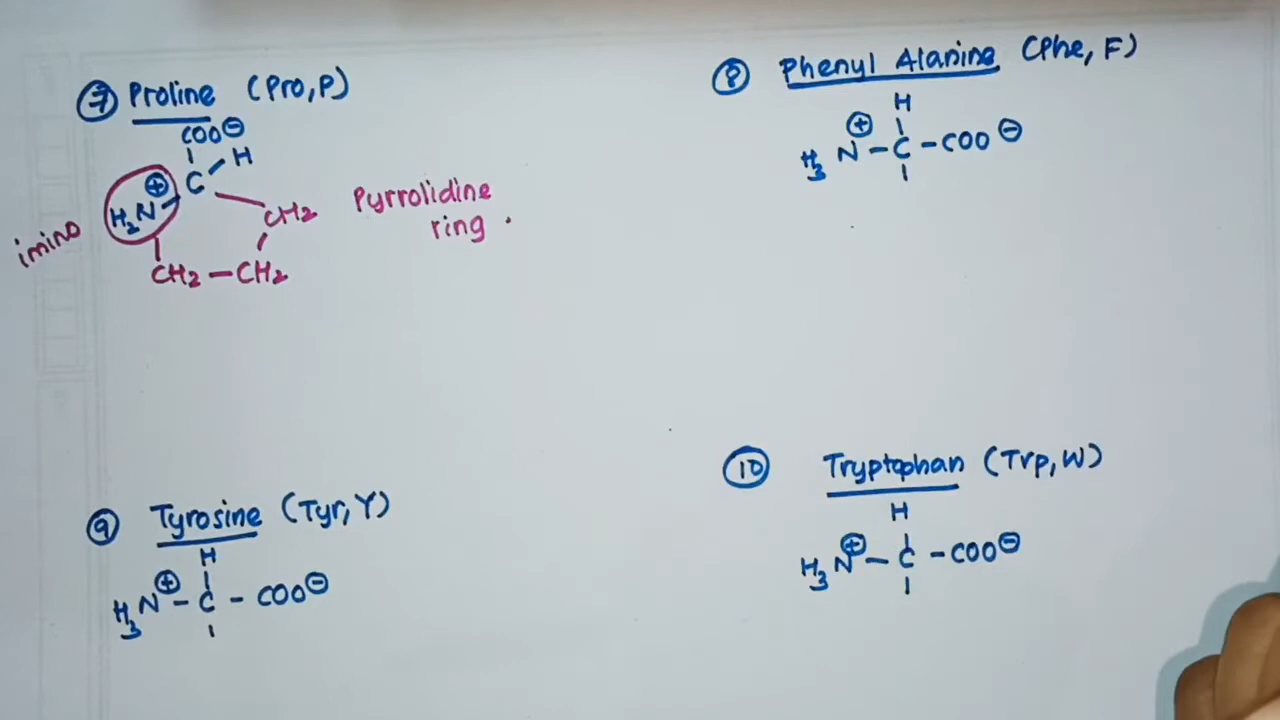 ⑦ Proline (Pro, P)
COO⊖
H
⊕
H2N C
CH2
CH2 – CH2
imino
Pyrrolidine
ring .
⑧ Phenyl Alanine (Phe, F)
H
⊕
H3N – C – COO⊖
⑨ Tyrosine (Tyr, Y)
H
⊕
H3N – C – COO⊖
⑩ Tryptophan (Trp, W)
H
⊕
H3N – C – COO⊖